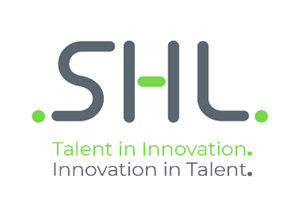 .SHL.
Talent in Innovation.
Innovation in Talent.